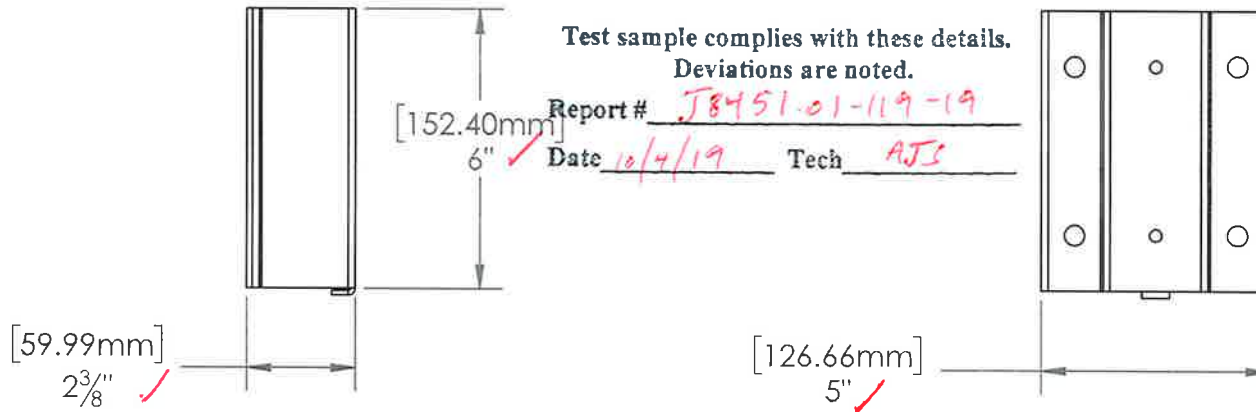 Test sample complies with these details.
Deviations are noted.
Report # J8451.01-119-19
Date 10/4/19 Tech AJS
[152.40mm]
6"
[59.99mm]
2⅜"
[126.66mm]
5"